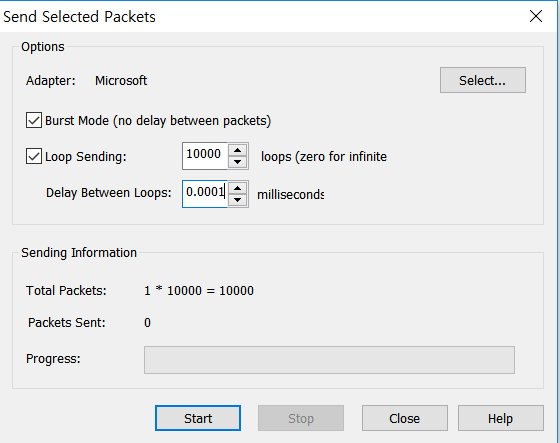 Send Selected Packets
Options
Adapter: Microsoft Select...
Burst Mode (no delay between packets)
Loop Sending: 10000 loops (zero for infinite
Delay Between Loops: 0.0001 milliseconds
Sending Information
Total Packets: 1 * 10000 = 10000
Packets Sent: 0
Progress:
Start Stop Close Help